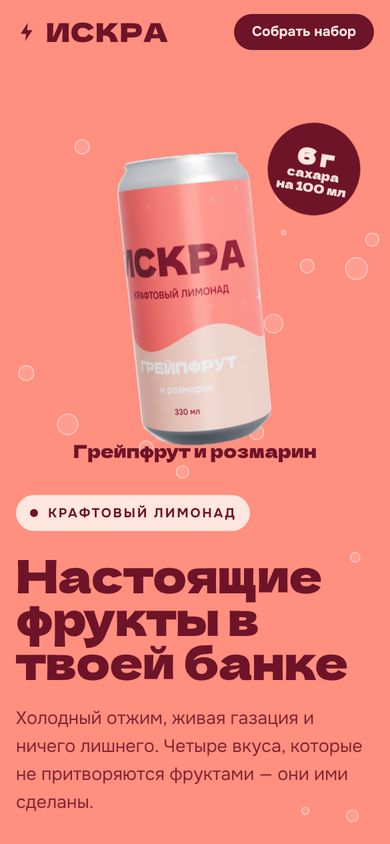 ИСКРА
Собрать набор
6 г
сахара
на 100 мл
ИСКРА
КРАФТОВЫЙ ЛИМОНАД
ГРЕЙПФРУТ
и розмарин
330 мл
Грейпфрут и розмарин
КРАФТОВЫЙ ЛИМОНАД
Настоящие
фрукты в
твоей банке
Холодный отжим, живая газация и
ничего лишнего. Четыре вкуса, которые
не притворяются фруктами — они ими
сделаны.